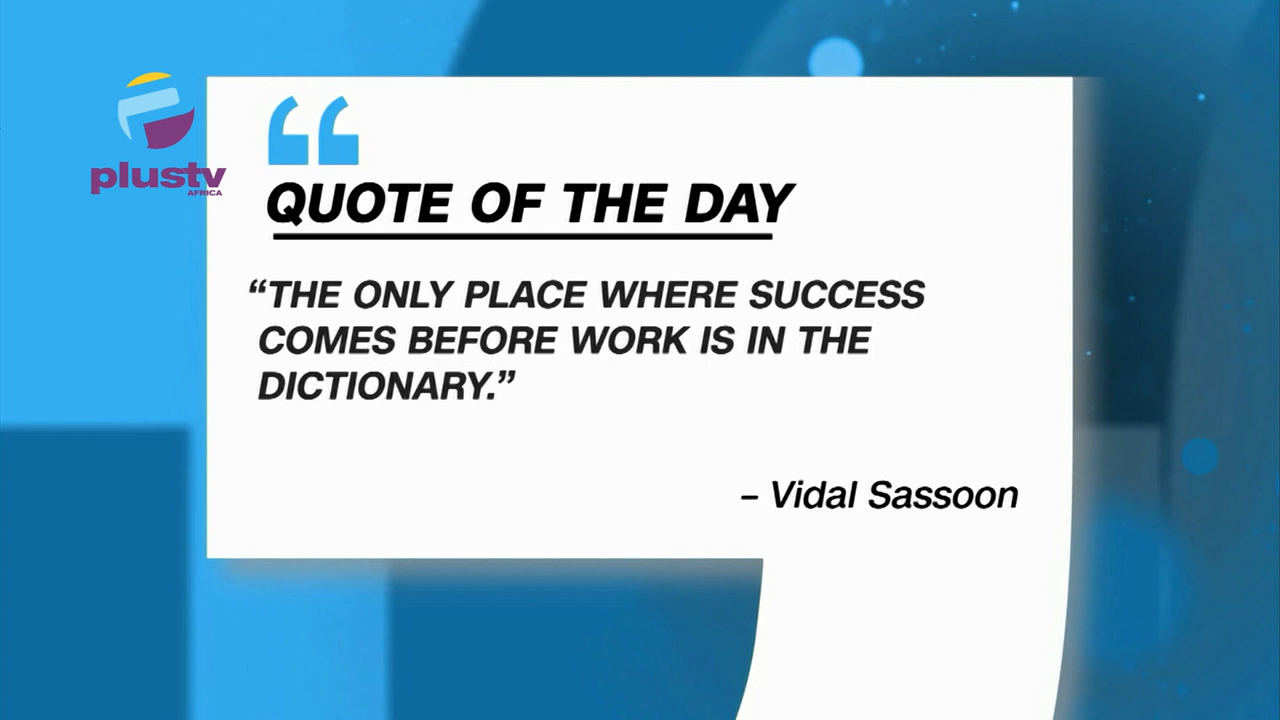 plustv
AFRICA
QUOTE OF THE DAY
“THE ONLY PLACE WHERE SUCCESS
COMES BEFORE WORK IS IN THE
DICTIONARY.”
– Vidal Sassoon